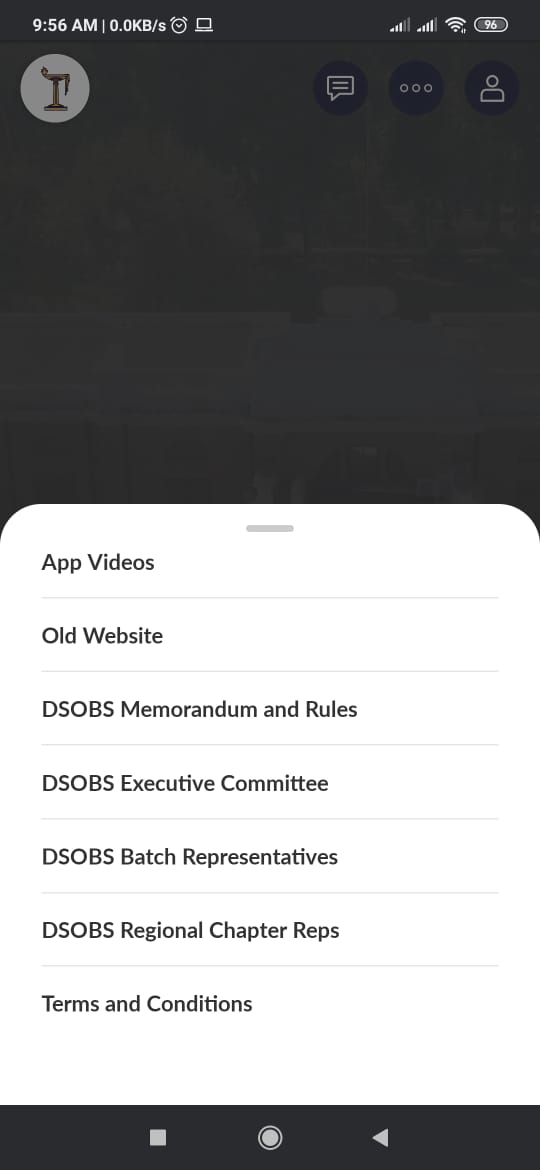 9:56 AM | 0.0KB/s 96
App Videos
Old Website
DSOBS Memorandum and Rules
DSOBS Executive Committee
DSOBS Batch Representatives
DSOBS Regional Chapter Reps
Terms and Conditions